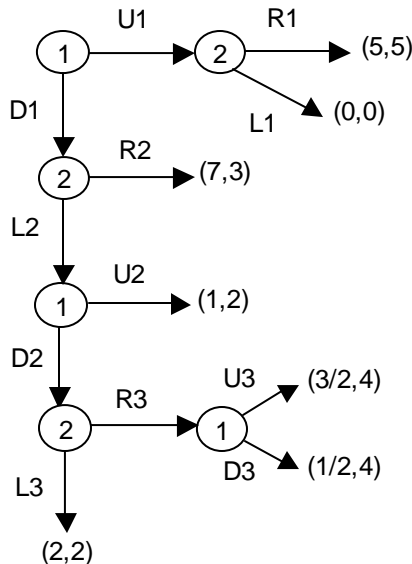 U1 R1
1 2 (5,5)
D1 L1 (0,0)
R2
2 (7,3)
L2
U2
1 (1,2)
D2
R3 U3 (3/2,4)
2 1
L3 D3 (1/2,4)
(2,2)